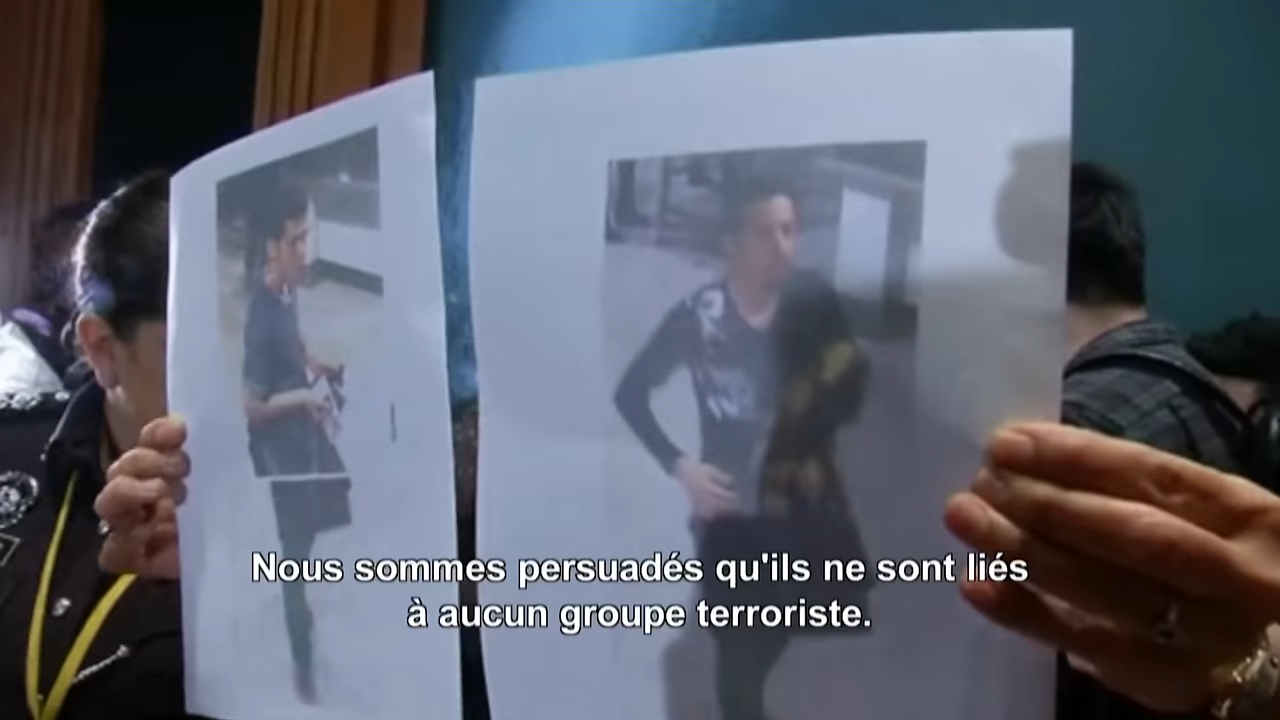 Nous sommes persuadés qu'ils ne sont liés
à aucun groupe terroriste.